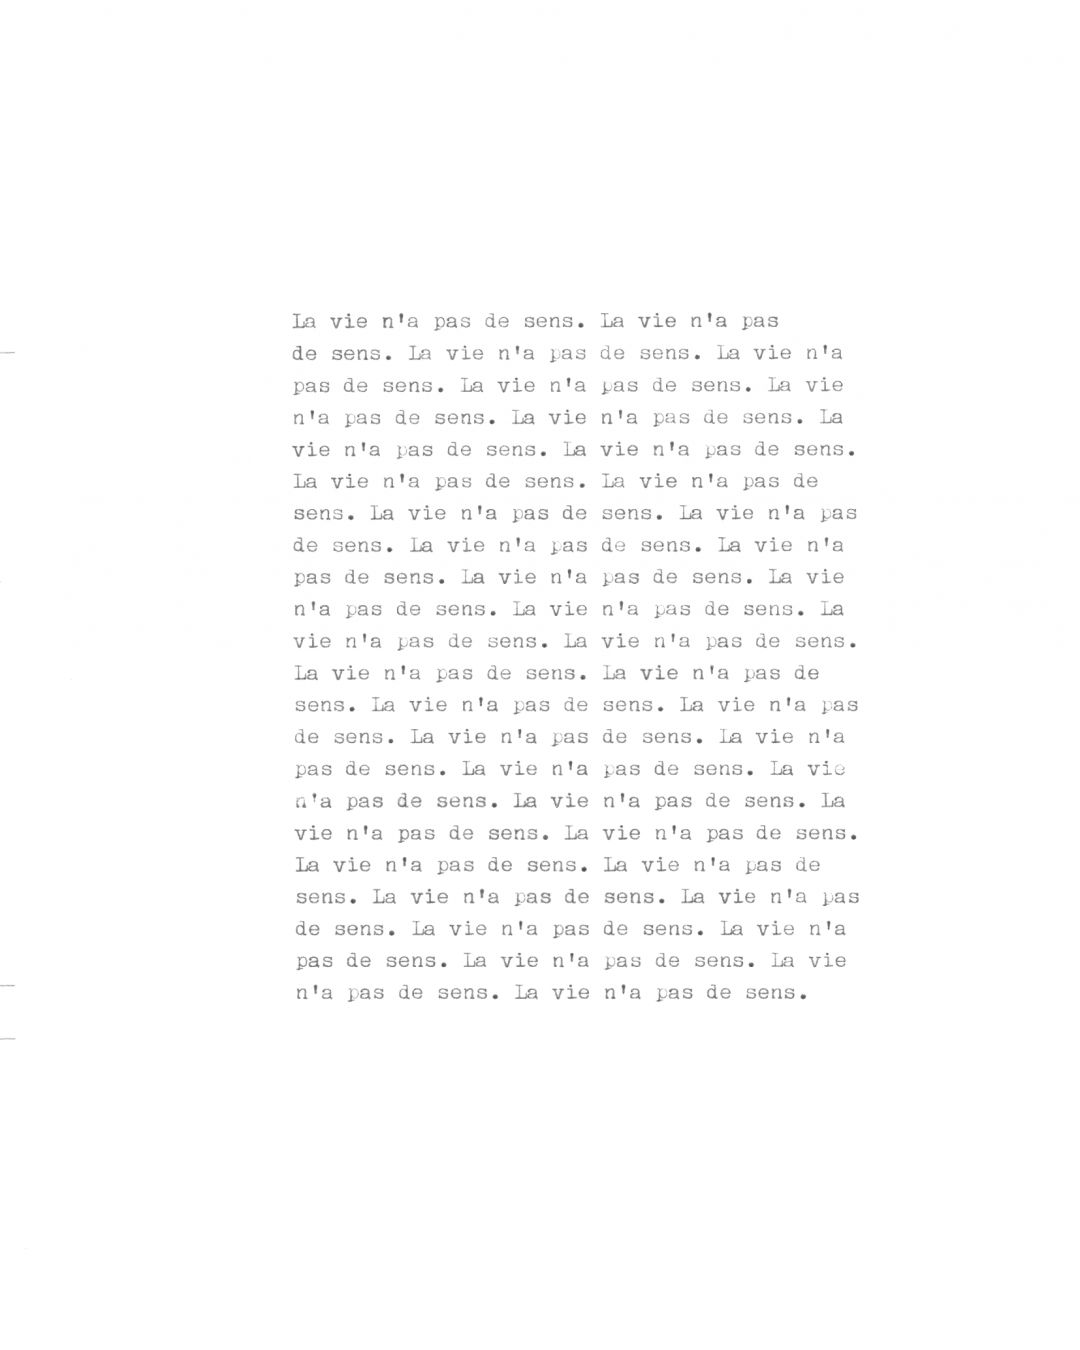 La vie n'a pas de sens. La vie n'a pas
de sens. La vie n'a pas de sens. La vie n'a
pas de sens. La vie n'a pas de sens. La vie
n'a pas de sens. La vie n'a pas de sens. La
vie n'a pas de sens. La vie n'a pas de sens.
La vie n'a pas de sens. La vie n'a pas de
sens. La vie n'a pas de sens. La vie n'a pas
de sens. La vie n'a pas de sens. La vie n'a
pas de sens. La vie n'a pas de sens. La vie
n'a pas de sens. La vie n'a pas de sens. La
vie n'a pas de sens. La vie n'a pas de sens.
La vie n'a pas de sens. La vie n'a pas de
sens. La vie n'a pas de sens. La vie n'a pas
de sens. La vie n'a pas de sens. La vie n'a
pas de sens. La vie n'a pas de sens. La vie
n'a pas de sens. La vie n'a pas de sens. La
vie n'a pas de sens. La vie n'a pas de sens.
La vie n'a pas de sens. La vie n'a pas de
sens. La vie n'a pas de sens. La vie n'a pas
de sens. La vie n'a pas de sens. La vie n'a
pas de sens. La vie n'a pas de sens. La vie
n'a pas de sens. La vie n'a pas de sens.